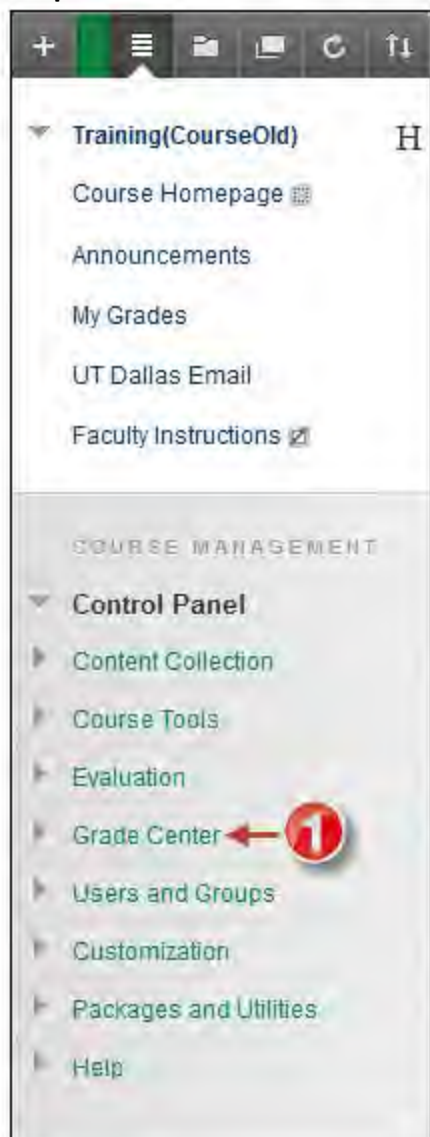 Training(CourseOld) H
Course Homepage
Announcements
My Grades
UT Dallas Email
Faculty Instructions
COURSE MANAGEMENT
Control Panel
Content Collection
Course Tools
Evaluation
Grade Center 1
Users and Groups
Customization
Packages and Utilities
Help